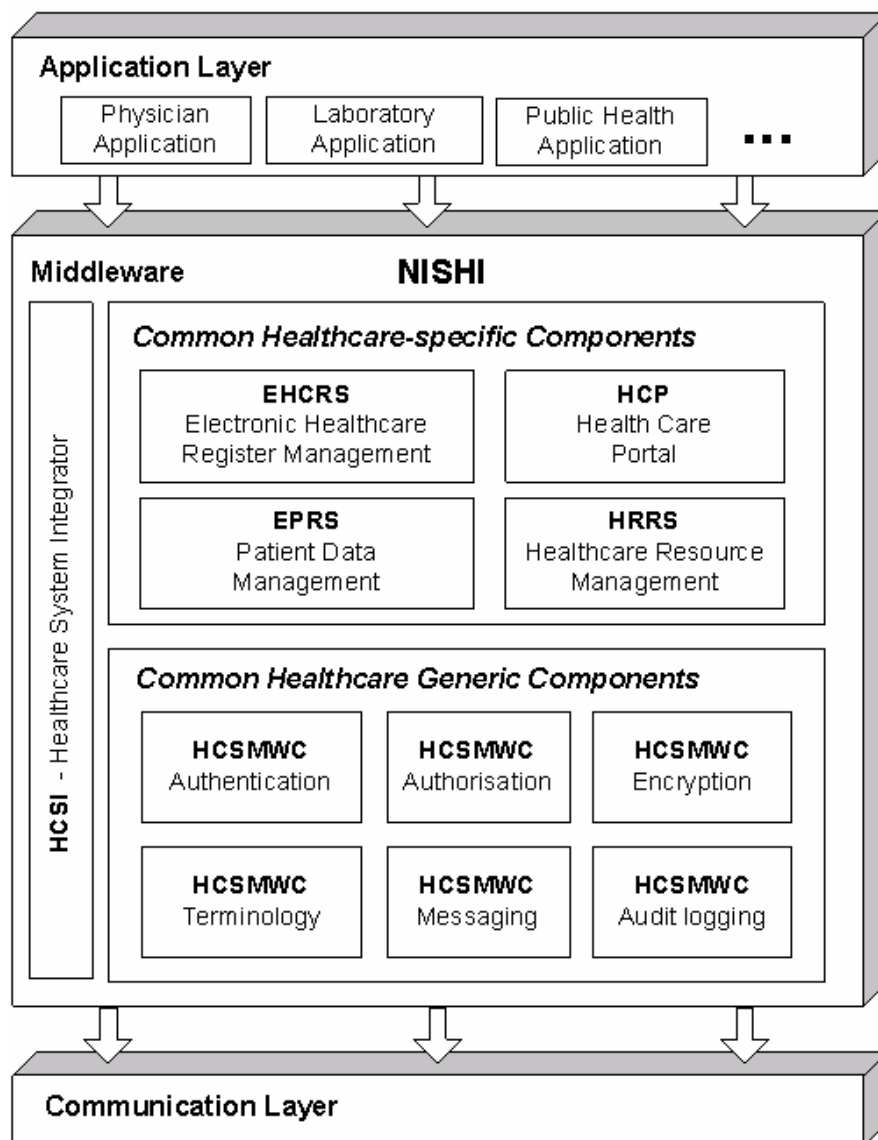 Application Layer
Physician
Application
Laboratory
Application
Public Health
Application
...
Middleware
NISHI
HCSI - Healthcare System Integrator
Common Healthcare-specific Components
EHCRS
Electronic Healthcare
Register Management
HCP
Health Care
Portal
EPRS
Patient Data
Management
HRRS
Healthcare Resource
Management
Common Healthcare Generic Components
HCSMWC
Authentication
HCSMWC
Authorisation
HCSMWC
Encryption
HCSMWC
Terminology
HCSMWC
Messaging
HCSMWC
Audit logging
Communication Layer